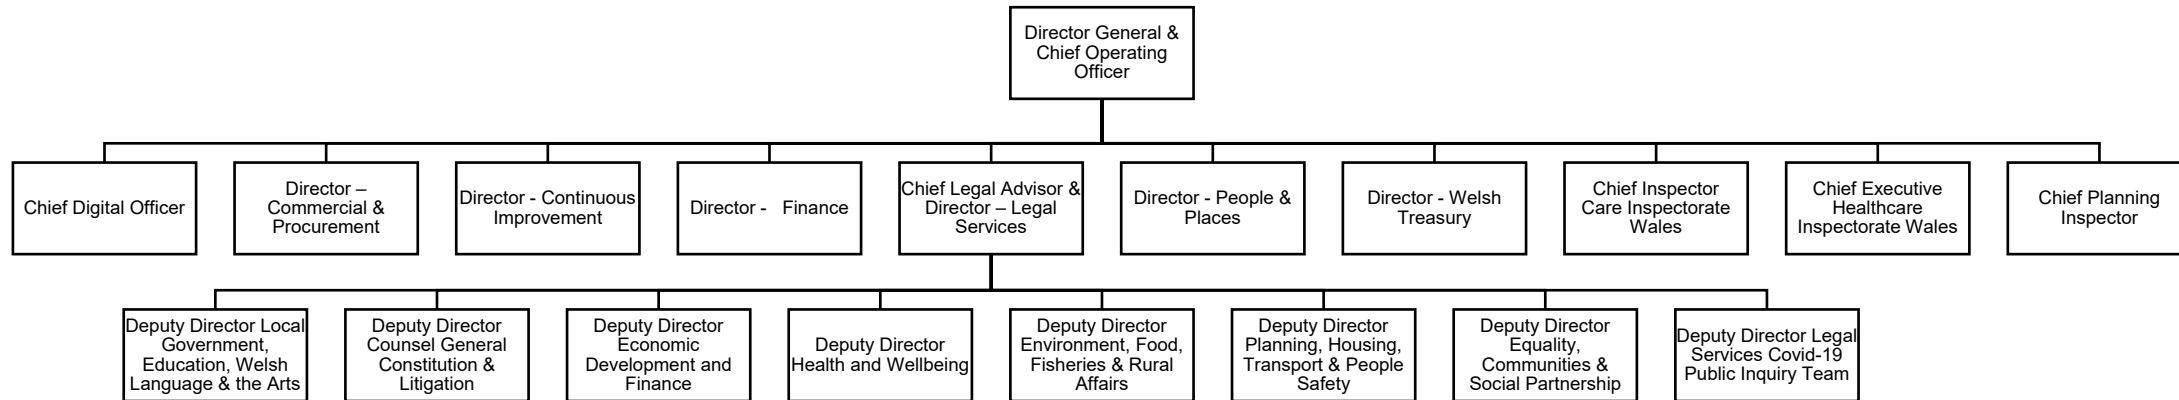 Director General &
Chief Operating
Officer
Chief Digital Officer
Director –
Commercial &
Procurement
Director - Continuous
Improvement
Director -   Finance
Chief Legal Advisor &
Director – Legal
Services
Director - People &
Places
Director - Welsh
Treasury
Chief Inspector
Care Inspectorate
Wales
Chief Executive
Healthcare
Inspectorate Wales
Chief Planning
Inspector
Deputy Director Local
Government,
Education, Welsh
Language & the Arts
Deputy Director
Counsel General
Constitution &
Litigation
Deputy Director
Economic
Development and
Finance
Deputy Director
Health and Wellbeing
Deputy Director
Environment, Food,
Fisheries & Rural
Affairs
Deputy Director
Planning, Housing,
Transport & People
Safety
Deputy Director
Equality,
Communities &
Social Partnership
Deputy Director Legal
Services Covid-19
Public Inquiry Team